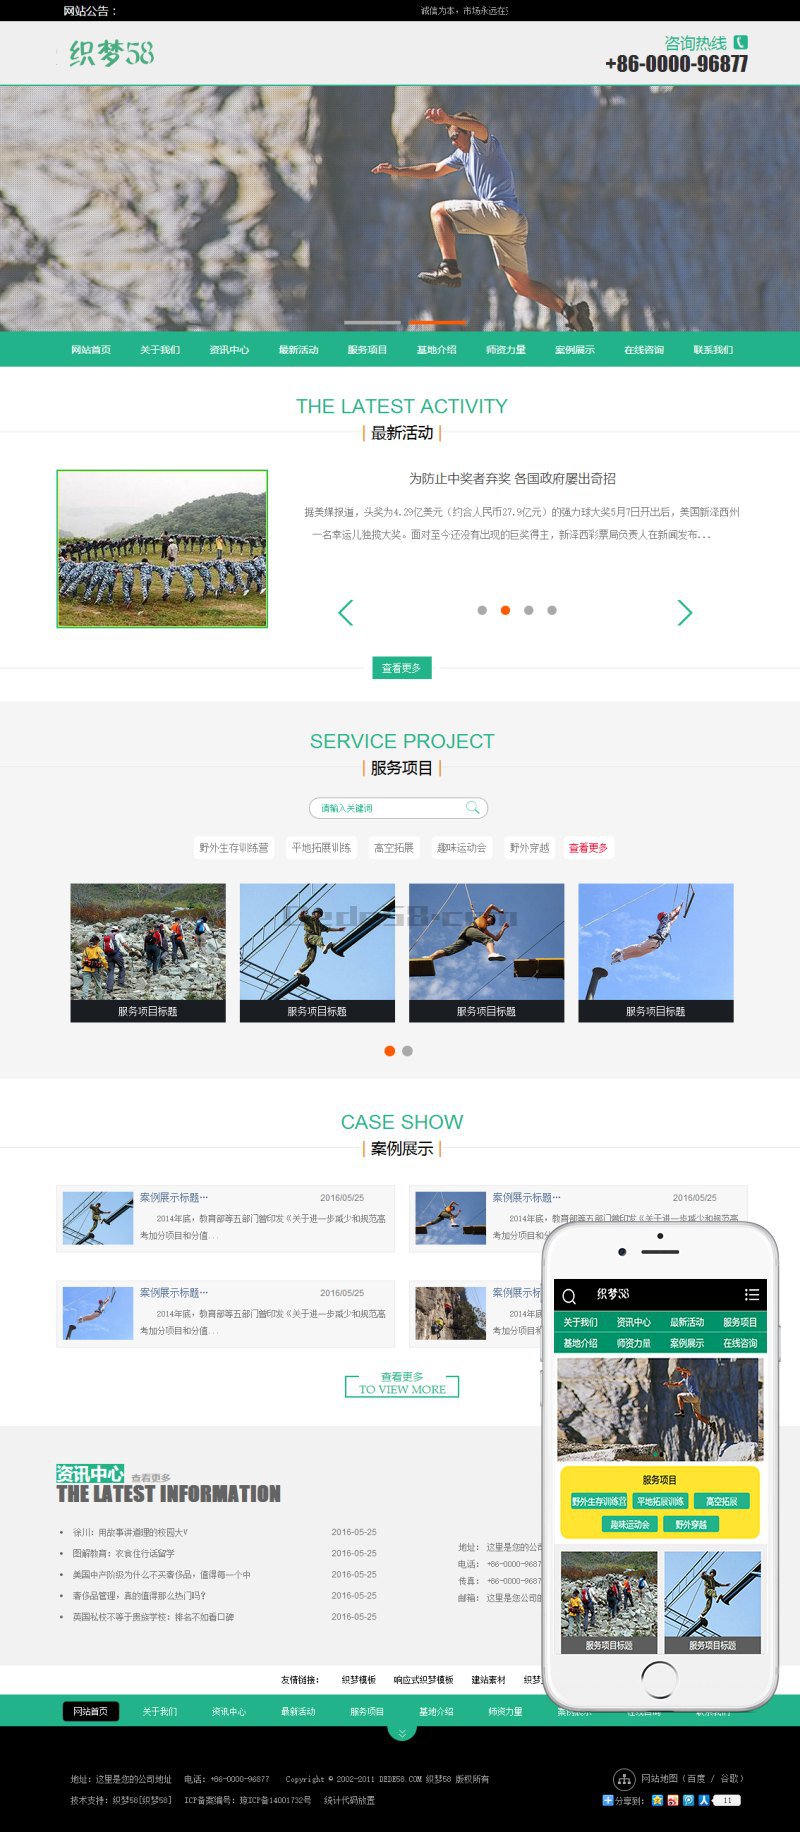 网站公告：
诚信为本，市场永远在
织梦58
咨询热线
+86-0000-96877
网站首页 关于我们 资讯中心 最新活动 服务项目 基地介绍 师资力量 案例展示 在线咨询 联系我们
THE LATEST ACTIVITY
最新活动
为防止中奖者弃奖 各国政府屡出奇招
据美媒报道，头奖为4.29亿美元（约合人民币27.9亿元）的强力球大奖5月7日开出后，美国新泽西州
一名幸运儿独揽大奖。面对至今还没有出现的巨奖得主，新泽西彩票局负责人在新闻发布...
查看更多
SERVICE PROJECT
服务项目
请输入关键词
野外生存训练营 平地拓展训练 高空拓展 趣味运动会 野外穿越 查看更多
Dede58.com
服务项目标题 服务项目标题 服务项目标题 服务项目标题
CASE SHOW
案例展示
案例展示标题… 2016/05/25
2014年底，教育部等五部门曾印发《关于进一步减少和规范高
考加分项目和分值...
案例展示标题… 2016/05/25
2014年底，教育部等五部门曾印发《关于进一步减少和规范高
考加分项目和分值
案例展示标题… 2016/05/25
2014年底，教育部等五部门曾印发《关于进一步减少和规范高
考加分项目和分值...
案例展示标
2014年
考加分项目
查看更多
TO VIEW MORE
资讯中心 查看更多
THE LATEST INFORMATION
徐川：用故事讲道理的校园大V 2016-05-25
图解教育：衣食住行话留学 2016-05-25
美国中产阶级为什么不买奢侈品，值得每一个中 2016-05-25
奢侈品管理，真的值得那么热门吗？ 2016-05-25
英国私校不等于贵族学校：排名不如看口碑 2016-05-25
地址： 这里是您的公司
电话： +86-0000-9687
传真： +86-0000-9687
邮箱： 这里是您公司的
织梦58
关于我们 资讯中心 最新活动 服务项目
基地介绍 师资力量 案例展示 在线咨询
服务项目
野外生存训练营 平地拓展训练 高空拓展
趣味运动会 野外穿越
服务项目标题 服务项目标题
友情链接： 织梦模板 响应式织梦模板 建站素材 织梦
网站首页 关于我们 资讯中心 最新活动 服务项目 基地介绍 师资力量 案例展示 在线咨询 联系我们
地址：这里是您的公司地址 电话：+86-0000-96877 Copyright © 2002-2011 DEDE58.COM 织梦58 版权所有
技术支持：织梦58[织梦58] ICP备案编号：琼ICP备14001732号 统计代码放置
网站地图（百度 / 谷歌）
分享到： 11